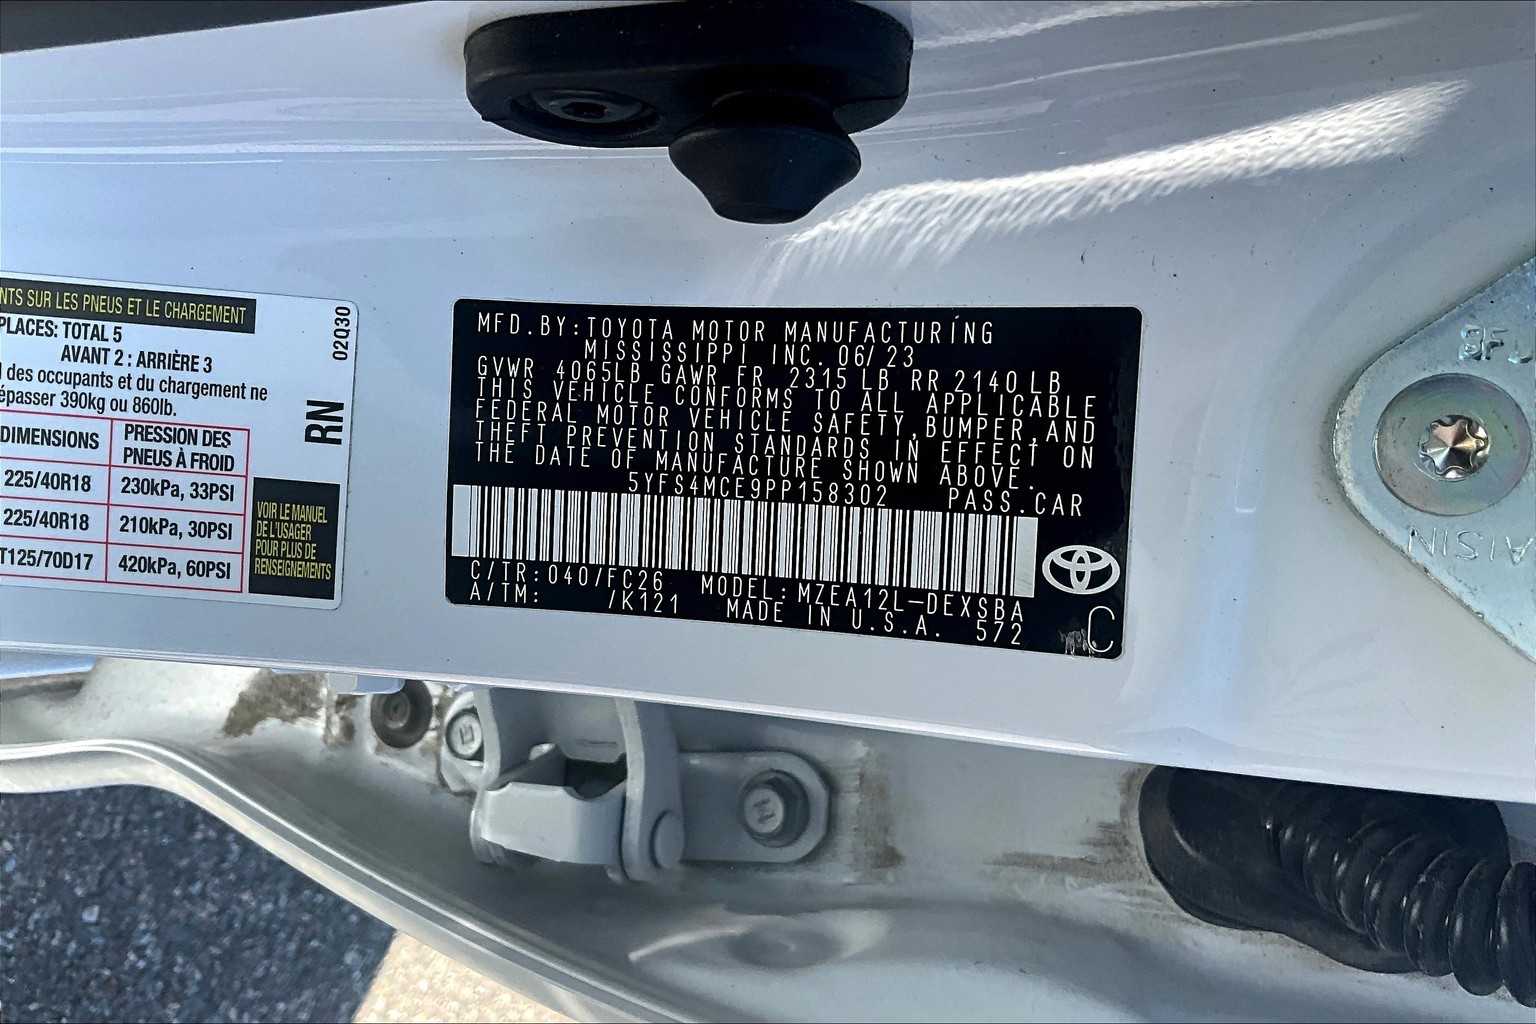 NTS SUR LES PNEUS ET LE CHARGEMENT
PLACES: TOTAL 5
AVANT 2 : ARRIÈRE 3
des occupants et du chargement ne
épasser 390kg ou 860lb.
DIMENSIONS PRESSION DES PNEUS À FROID
225/40R18 230kPa, 33PSI
225/40R18 210kPa, 30PSI
T125/70D17 420kPa, 60PSI
02Q30
RN
VOIR LE MANUEL
DE L'USAGER
POUR PLUS DE
RENSEIGNEMENTS
MFD.BY:TOYOTA MOTOR MANUFACTURING
MISSISSIPPI INC. 06/23
GVWR 4065LB GAWR FR 2315 LB RR 2140 LB
THIS VEHICLE CONFORMS TO ALL APPLICABLE
FEDERAL MOTOR VEHICLE SAFETY,BUMPER,AND
THEFT PREVENTION STANDARDS IN EFFECT ON
THE DATE OF MANUFACTURE SHOWN ABOVE.
5YFS4MCE9PP158302 PASS.CAR
C/TR:040/FC26 MODEL:MZEA12L-DEXSBA
A/TM: /K121 MADE IN U.S.A. 572
C
AISIN